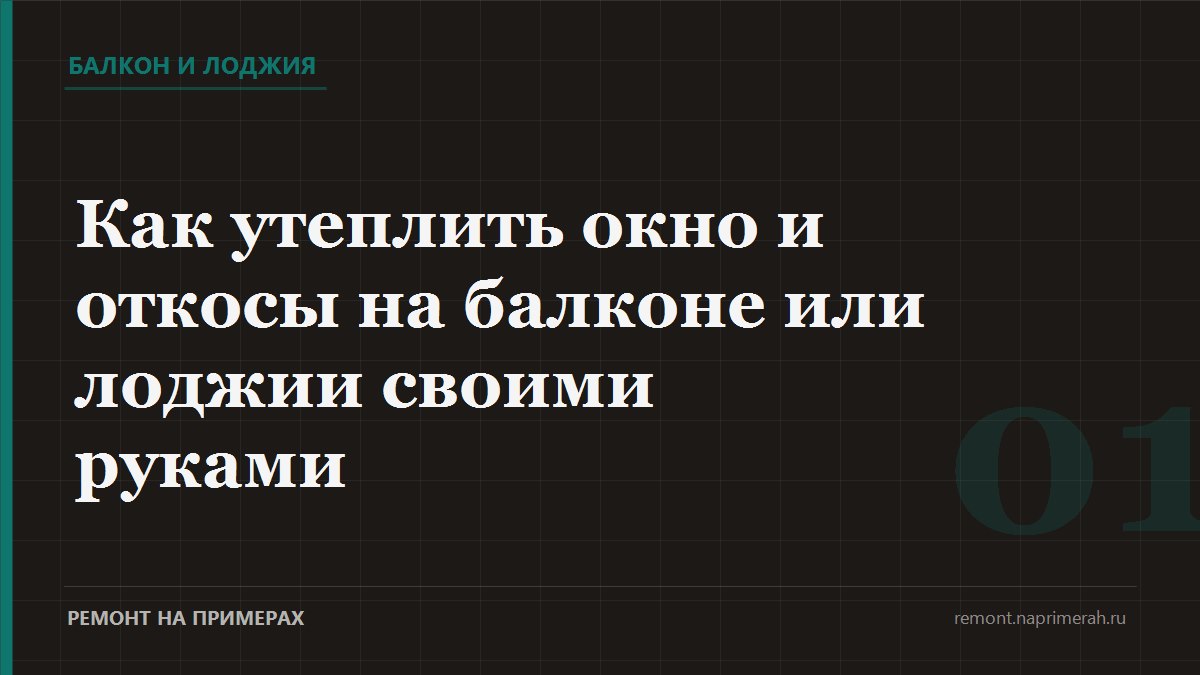 БАЛКОН И ЛОДЖИЯ
Как утеплить окно и
откосы на балконе или
лоджии своими
руками
01
РЕМОНТ НА ПРИМЕРАХ
remont.naprimerah.ru